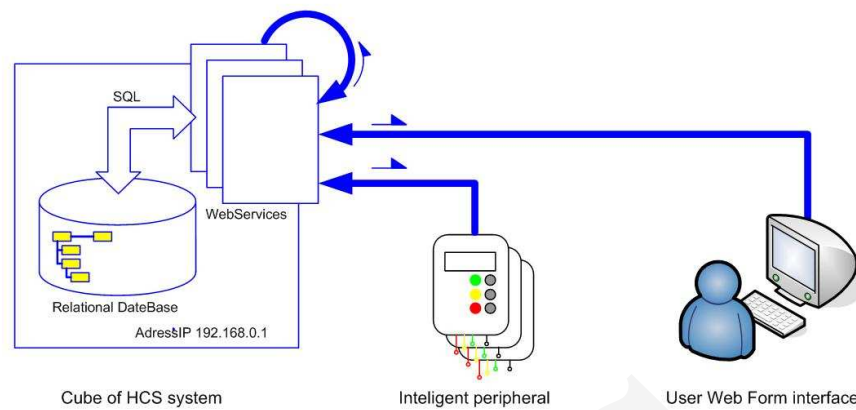 SQL
WebServices
Relational DateBase
AdressIP 192.168.0.1
Cube of HCS system
Inteligent peripheral
User Web Form interface